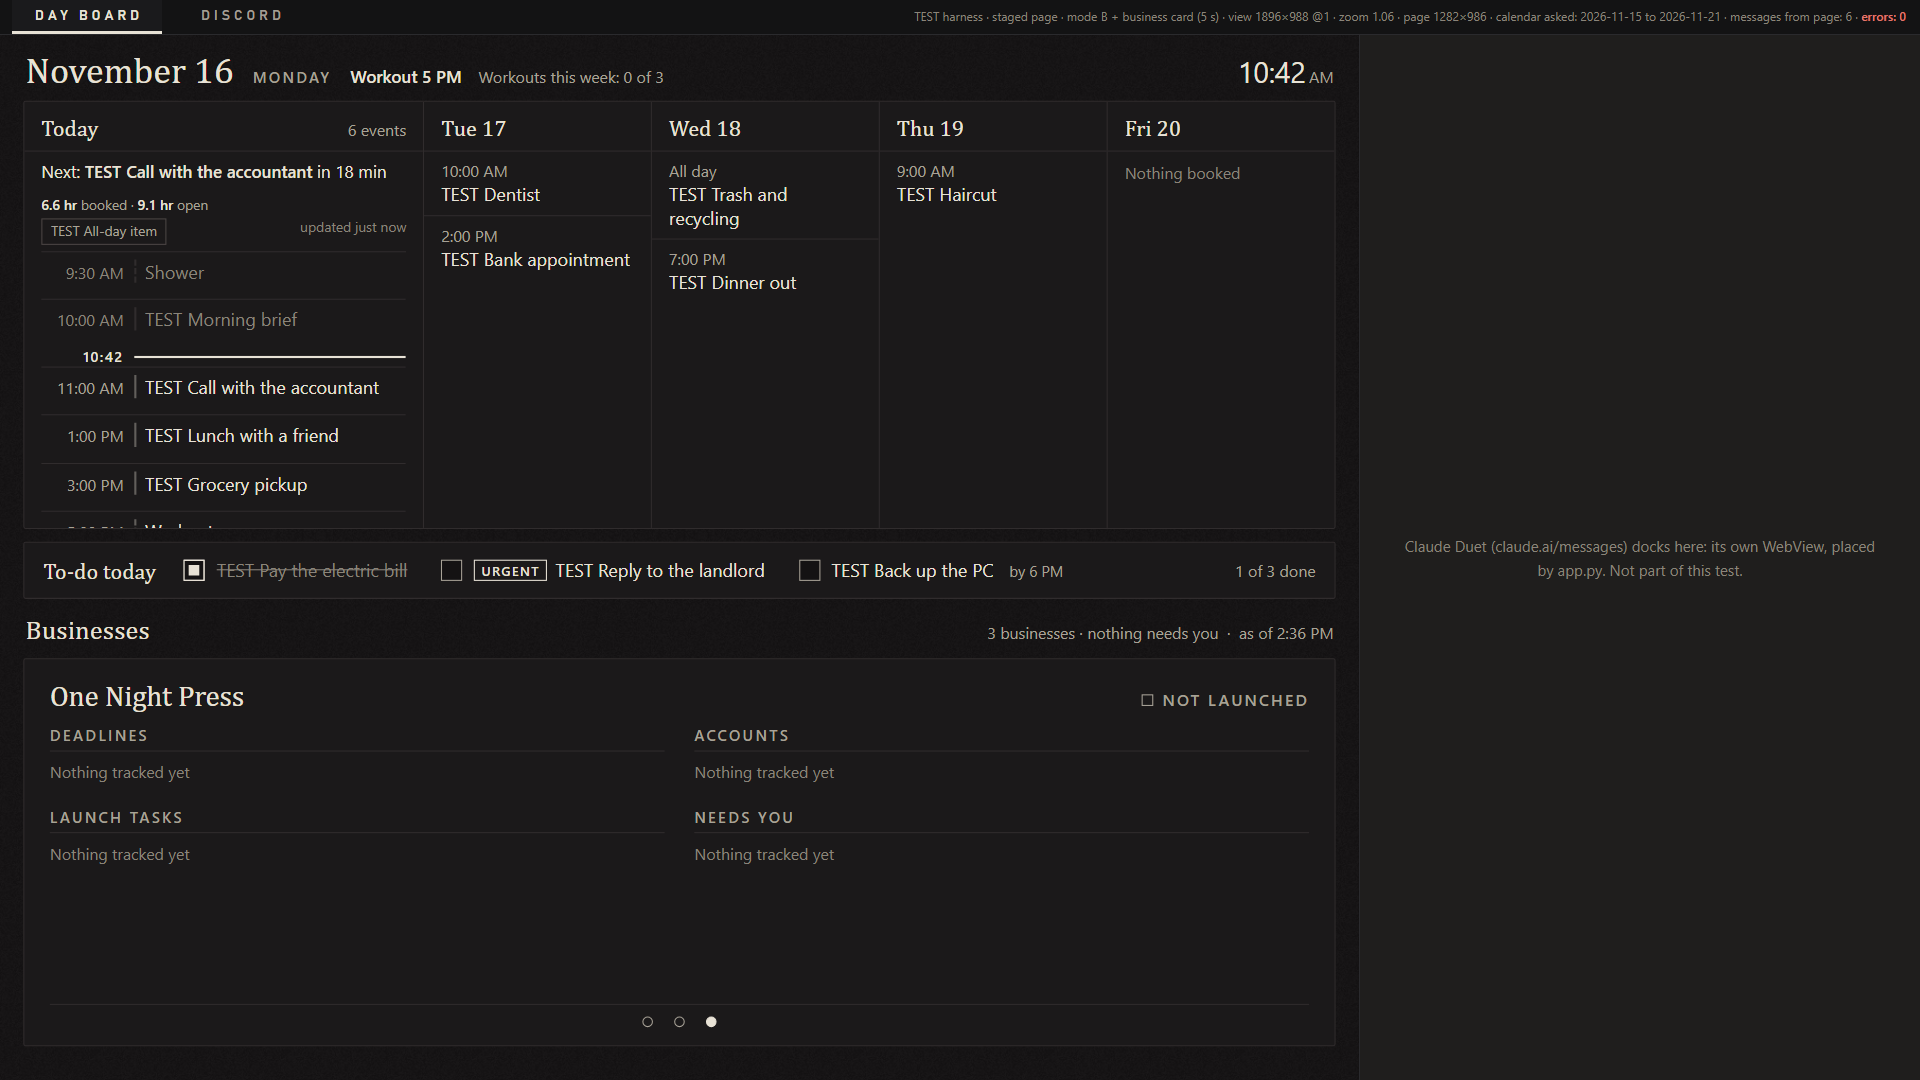 DAY BOARD
DISCORD
TEST harness · staged page · mode B + business card (5 s) · view 1896×988 @1 · zoom 1.06 · page 1282×986 · calendar asked: 2026-11-15 to 2026-11-21 · messages from page: 6 · errors: 0
November 16 MONDAY Workout 5 PM Workouts this week: 0 of 3
10:42 AM
Today
6 events
Next: TEST Call with the accountant in 18 min
6.6 hr booked · 9.1 hr open
TEST All-day item
updated just now
9:30 AM Shower
10:00 AM TEST Morning brief
10:42
11:00 AM TEST Call with the accountant
1:00 PM TEST Lunch with a friend
3:00 PM TEST Grocery pickup
Tue 17
10:00 AM
TEST Dentist
2:00 PM
TEST Bank appointment
Wed 18
All day
TEST Trash and
recycling
7:00 PM
TEST Dinner out
Thu 19
9:00 AM
TEST Haircut
Fri 20
Nothing booked
To-do today
TEST Pay the electric bill
URGENT TEST Reply to the landlord
TEST Back up the PC by 6 PM
1 of 3 done
Businesses
3 businesses · nothing needs you · as of 2:36 PM
One Night Press
NOT LAUNCHED
DEADLINES
Nothing tracked yet
ACCOUNTS
Nothing tracked yet
LAUNCH TASKS
Nothing tracked yet
NEEDS YOU
Nothing tracked yet
Claude Duet (claude.ai/messages) docks here: its own WebView, placed
by app.py. Not part of this test.